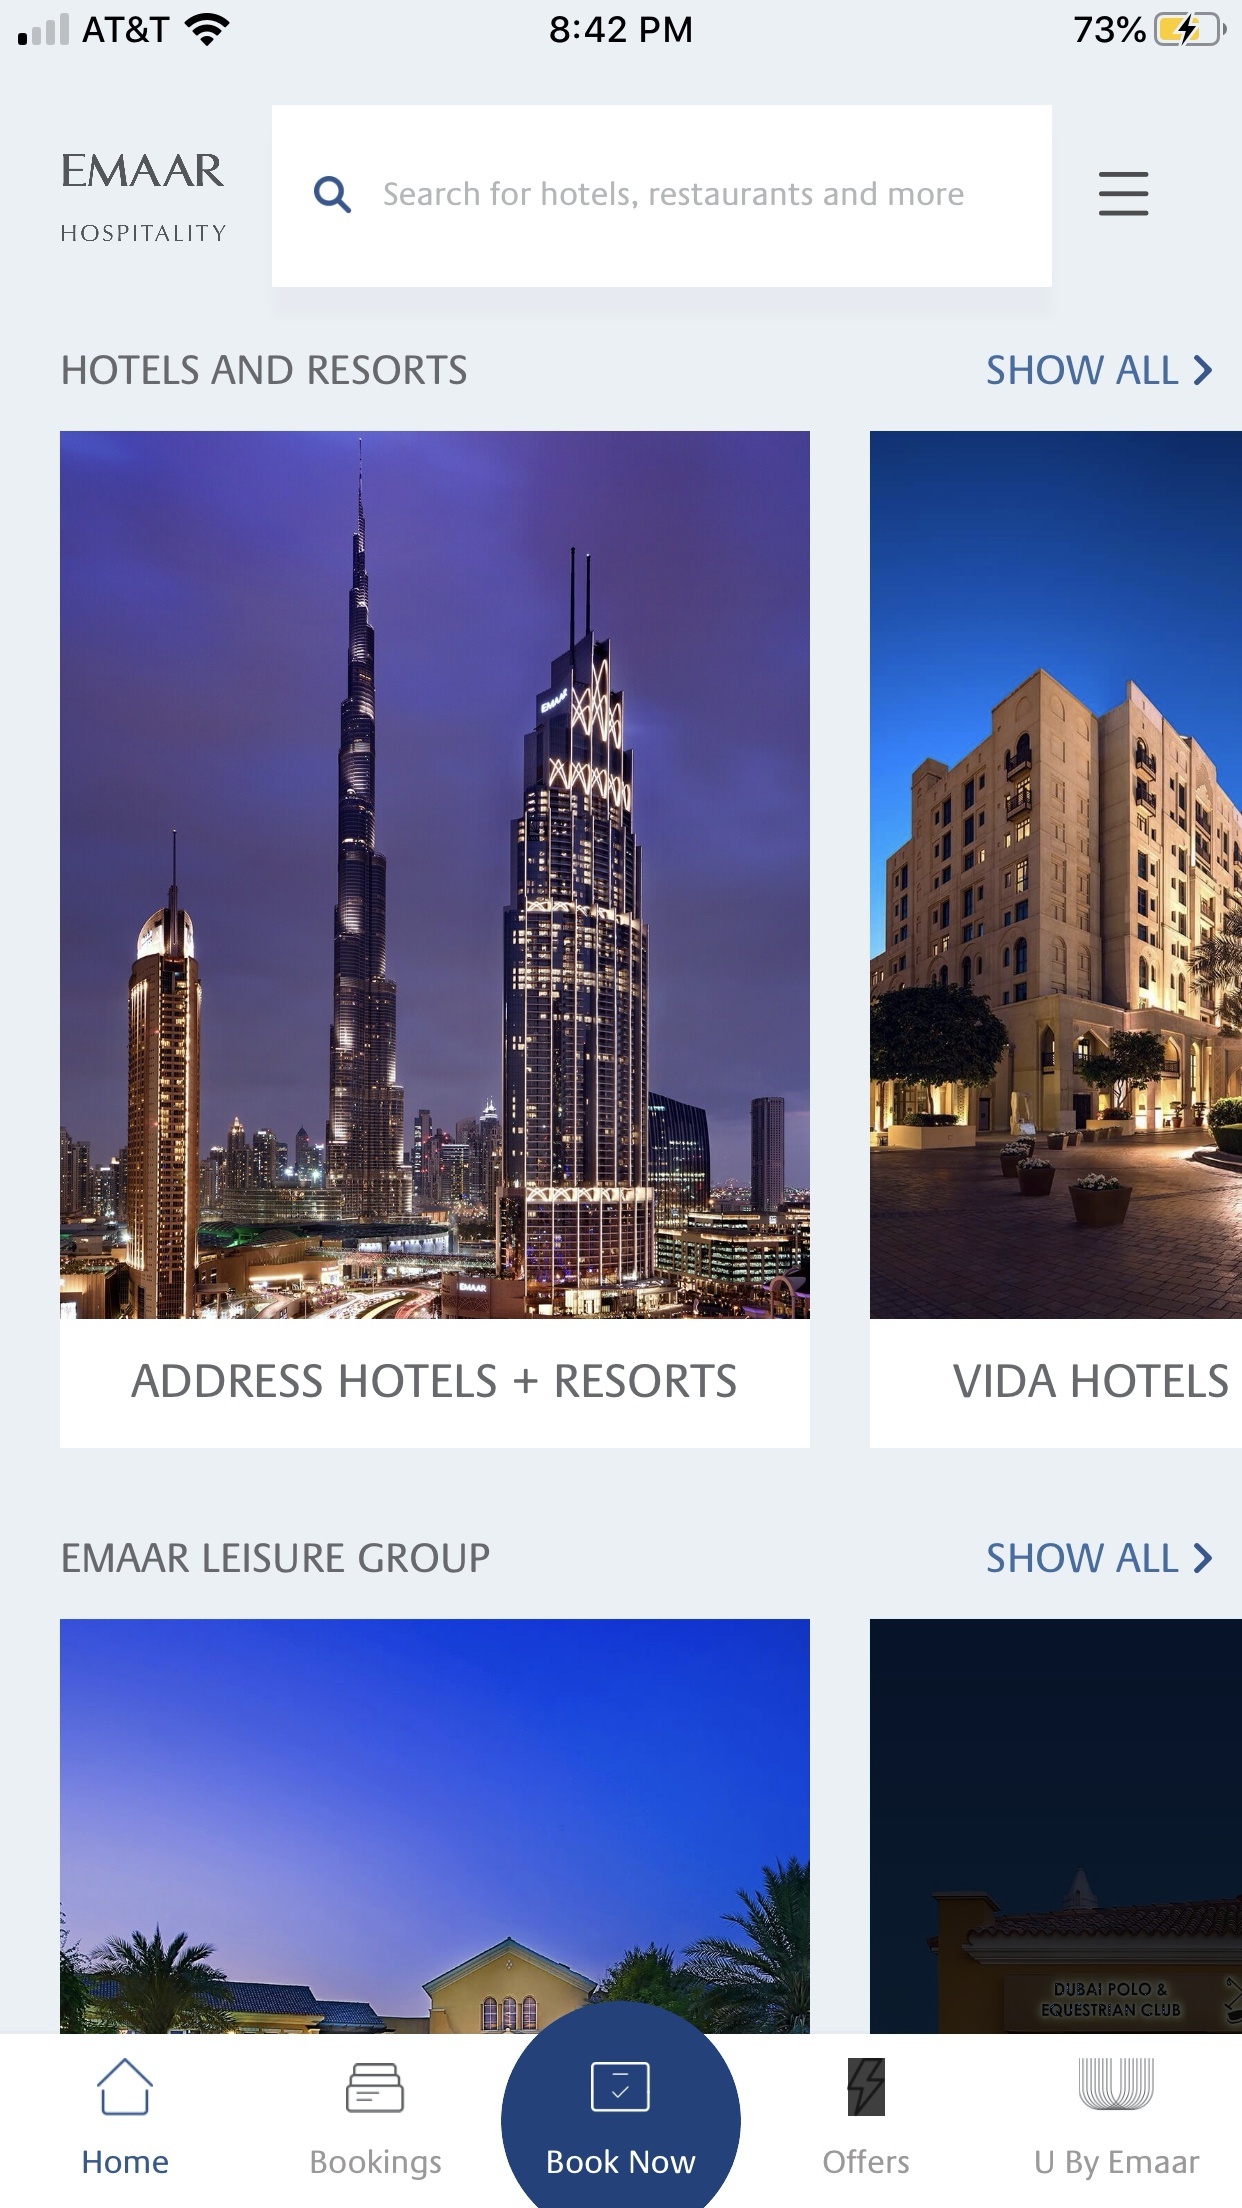 AT&T 8:42 PM 73%
EMAAR
HOSPITALITY
Search for hotels, restaurants and more
HOTELS AND RESORTS SHOW ALL
EMAAR
EMAAR
ADDRESS HOTELS + RESORTS
VIDA HOTELS
EMAAR LEISURE GROUP SHOW ALL
DUBAI POLO &
EQUESTRIAN CLUB
Home Bookings Book Now Offers U By Emaar